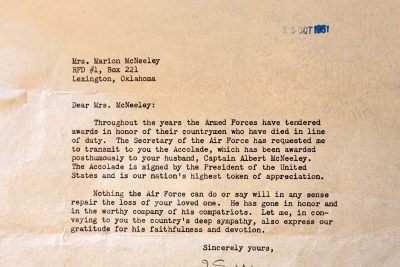 25 OCT 1951
Mrs. Marion McNeeley
RFD #1, Box 221
Lexington, Oklahoma
Dear Mrs. McNeeley:
Throughout the years the Armed Forces have tendered
awards in honor of their countrymen who have died in line
of duty. The Secretary of the Air Force has requested me
to transmit to you the Accolade, which has been awarded
posthumously to your husband, Captain Albert McNeeley.
The Accolade is signed by the President of the United
States and is our nation's highest token of appreciation.
Nothing the Air Force can do or say will in any sense
repair the loss of your loved one. He has gone in honor and
in the worthy company of his compatriots. Let me, in con-
veying to you the country's deep sympathy, also express our
gratitude for his faithfulness and devotion.
Sincerely yours,